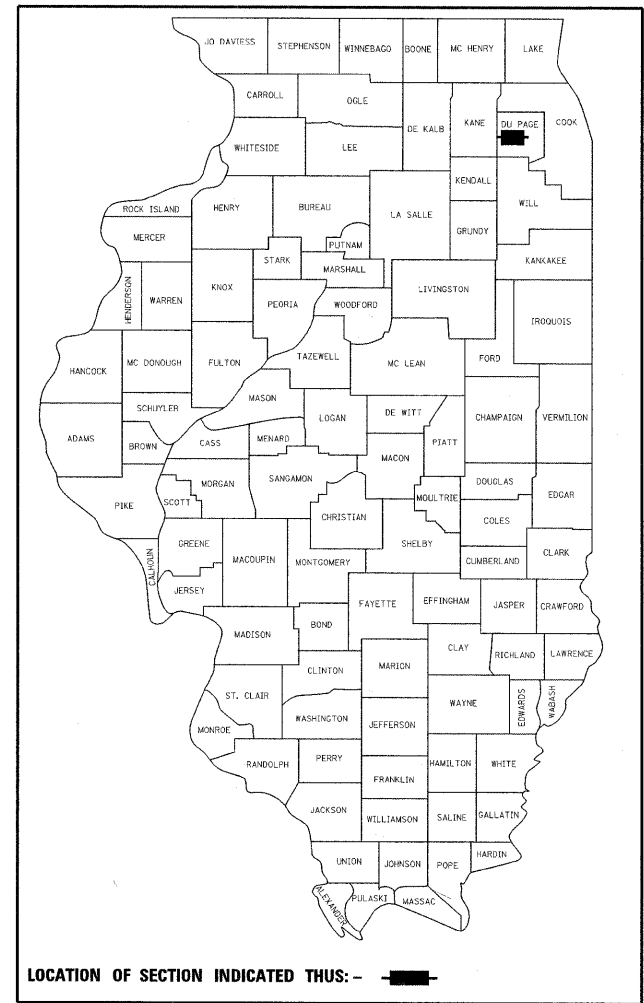 JO DAVIESS STEPHENSON WINNEBAGO BOONE MC HENRY LAKE
CARROLL OGLE DE KALB KANE DU PAGE COOK
WHITESIDE LEE
KENDALL WILL
ROCK ISLAND HENRY BUREAU LA SALLE GRUNDY
MERCER PUTNAM KANKAKEE
STARK MARSHALL
HENDERSON WARREN KNOX PEORIA WOODFORD LIVINGSTON IROQUOIS
HANCOCK MC DONOUGH FULTON TAZEWELL MC LEAN FORD
MASON
SCHUYLER LOGAN DE WITT CHAMPAIGN VERMILION
ADAMS BROWN CASS MENARD MACON PIATT
MORGAN SANGAMON DOUGLAS
PIKE SCOTT CHRISTIAN MOULTRIE EDGAR
COLES
GREENE MACOUPIN MONTGOMERY SHELBY CUMBERLAND CLARK
CALHOUN JERSEY
FAYETTE EFFINGHAM JASPER CRAWFORD
MADISON BOND
CLAY RICHLAND LAWRENCE
CLINTON MARION
ST. CLAIR WAYNE EDWARDS WABASH
WASHINGTON JEFFERSON
MONROE
RANDOLPH PERRY HAMILTON WHITE
FRANKLIN
JACKSON WILLIAMSON SALINE GALLATIN
UNION JOHNSON POPE HARDIN
ALEXANDER PULASKI MASSAC
LOCATION OF SECTION INDICATED THUS: -